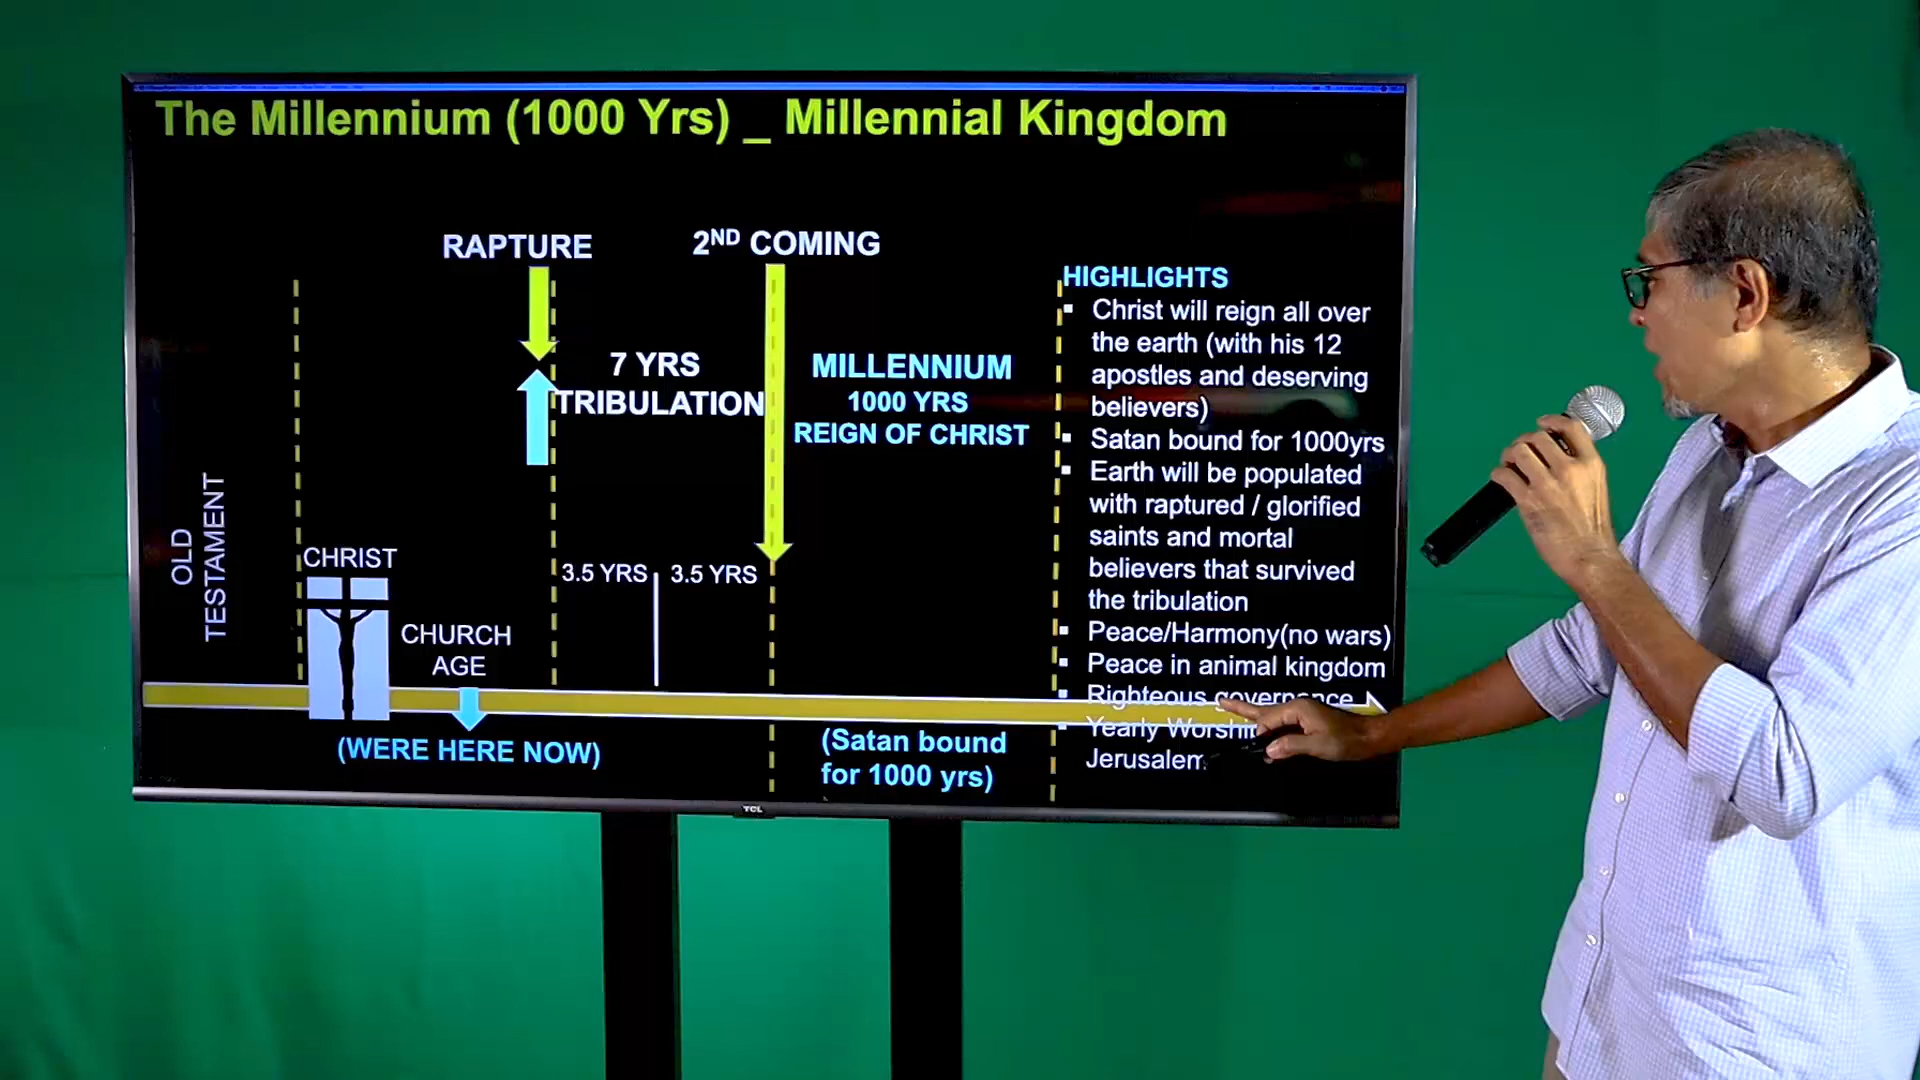 The Millennium (1000 Yrs) _ Millennial Kingdom
RAPTURE
2ND COMING
7 YRS
TRIBULATION
MILLENNIUM
1000 YRS
REIGN OF CHRIST
OLD
TESTAMENT
CHRIST
CHURCH
AGE
3.5 YRS
3.5 YRS
(WERE HERE NOW)
(Satan bound
for 1000 yrs)
HIGHLIGHTS
▪ Christ will reign all over
the earth (with his 12
apostles and deserving
believers)
▪ Satan bound for 1000yrs
▪ Earth will be populated
with raptured / glorified
saints and mortal
believers that survived
the tribulation
▪ Peace/Harmony(no wars)
▪ Peace in animal kingdom
▪ Righteous governance
▪ Yearly Worship
Jerusalem
TCL